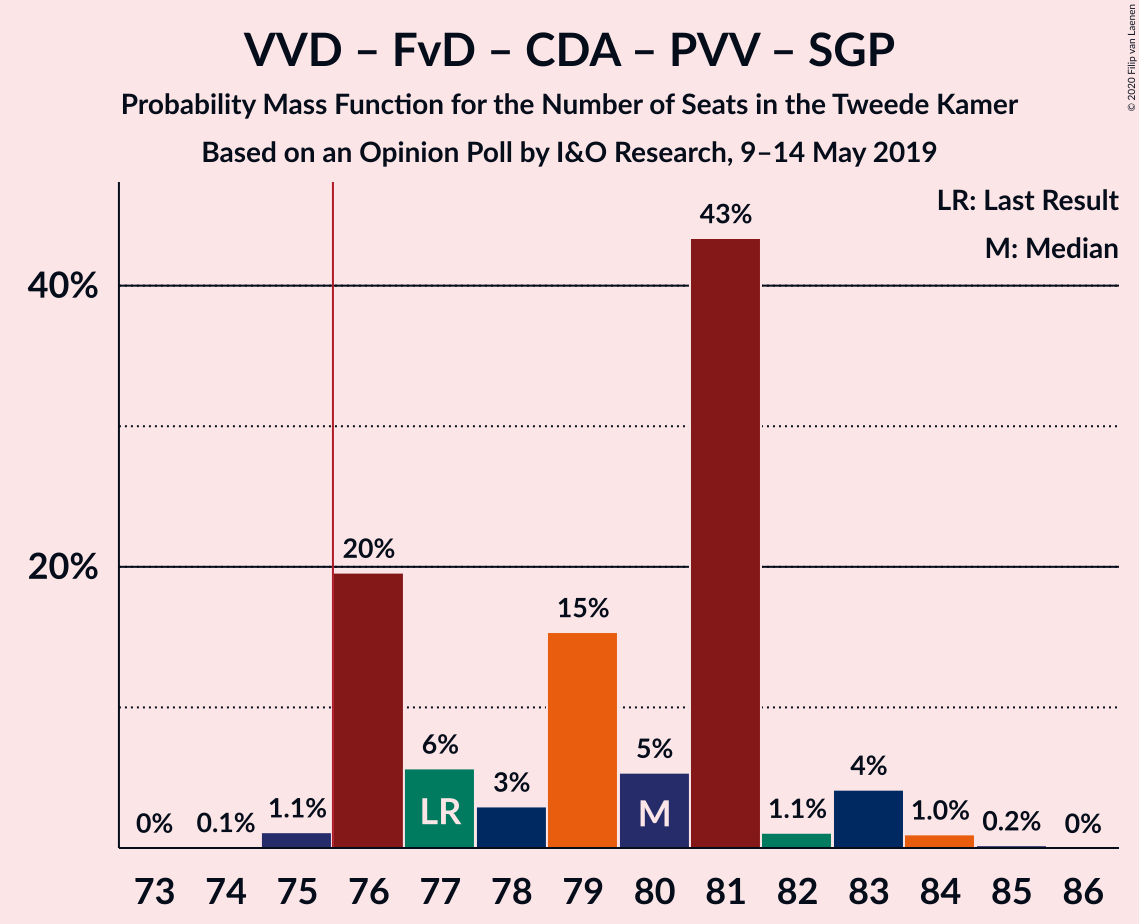 VVD – FvD – CDA – PVV – SGP
Probability Mass Function for the Number of Seats in the Tweede Kamer
Based on an Opinion Poll by I&O Research, 9–14 May 2019
© 2020 Filip van Laenen
LR: Last Result
M: Median
40%
20%
0% 0.1% 1.1% 20% 6% 3% 15% 5% 43% 1.1% 4% 1.0% 0.2% 0%
LR M
73 74 75 76 77 78 79 80 81 82 83 84 85 86